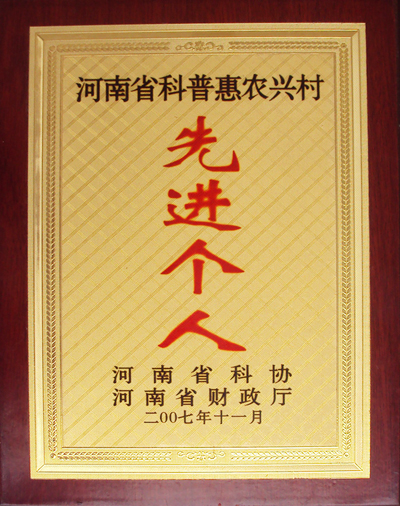 河南省科普惠农兴村
先进个人
河南省科协
河南省财政厅
二00七年十一月